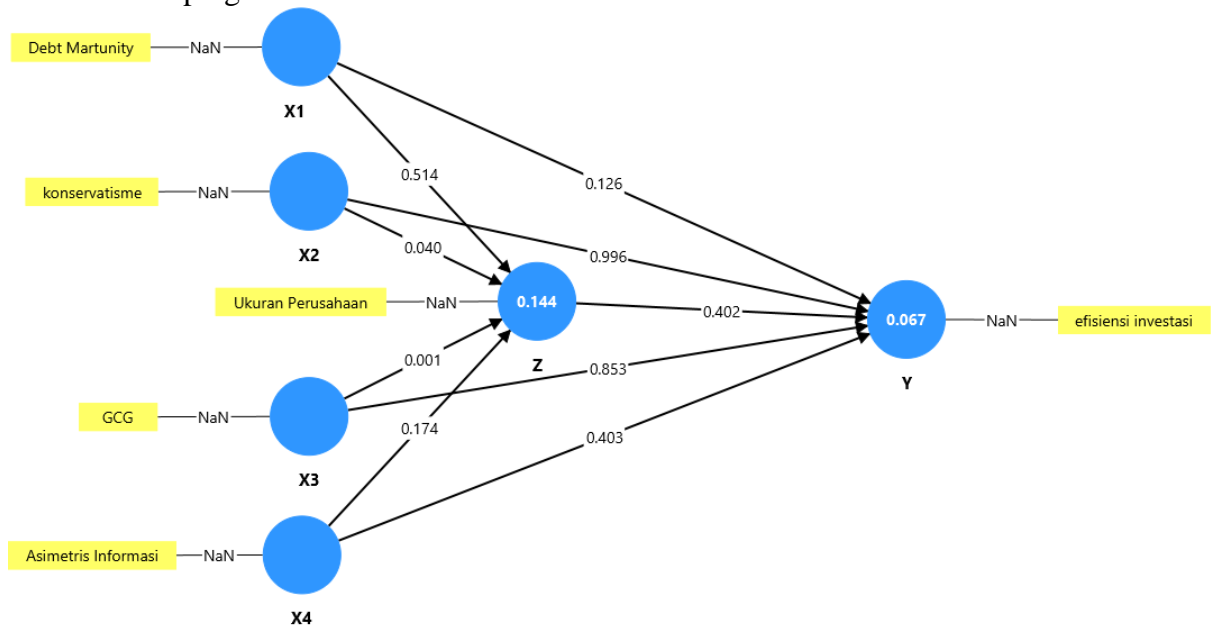 Debt Martunity
NaN
X1
0.514
0.126
konservatisme
NaN
X2
0.040
0.996
Ukuran Perusahaan
NaN
0.144
Z
0.402
0.067
Y
NaN
efisiensi investasi
0.001
0.853
GCG
NaN
X3
0.174
0.403
Asimetris Informasi
NaN
X4